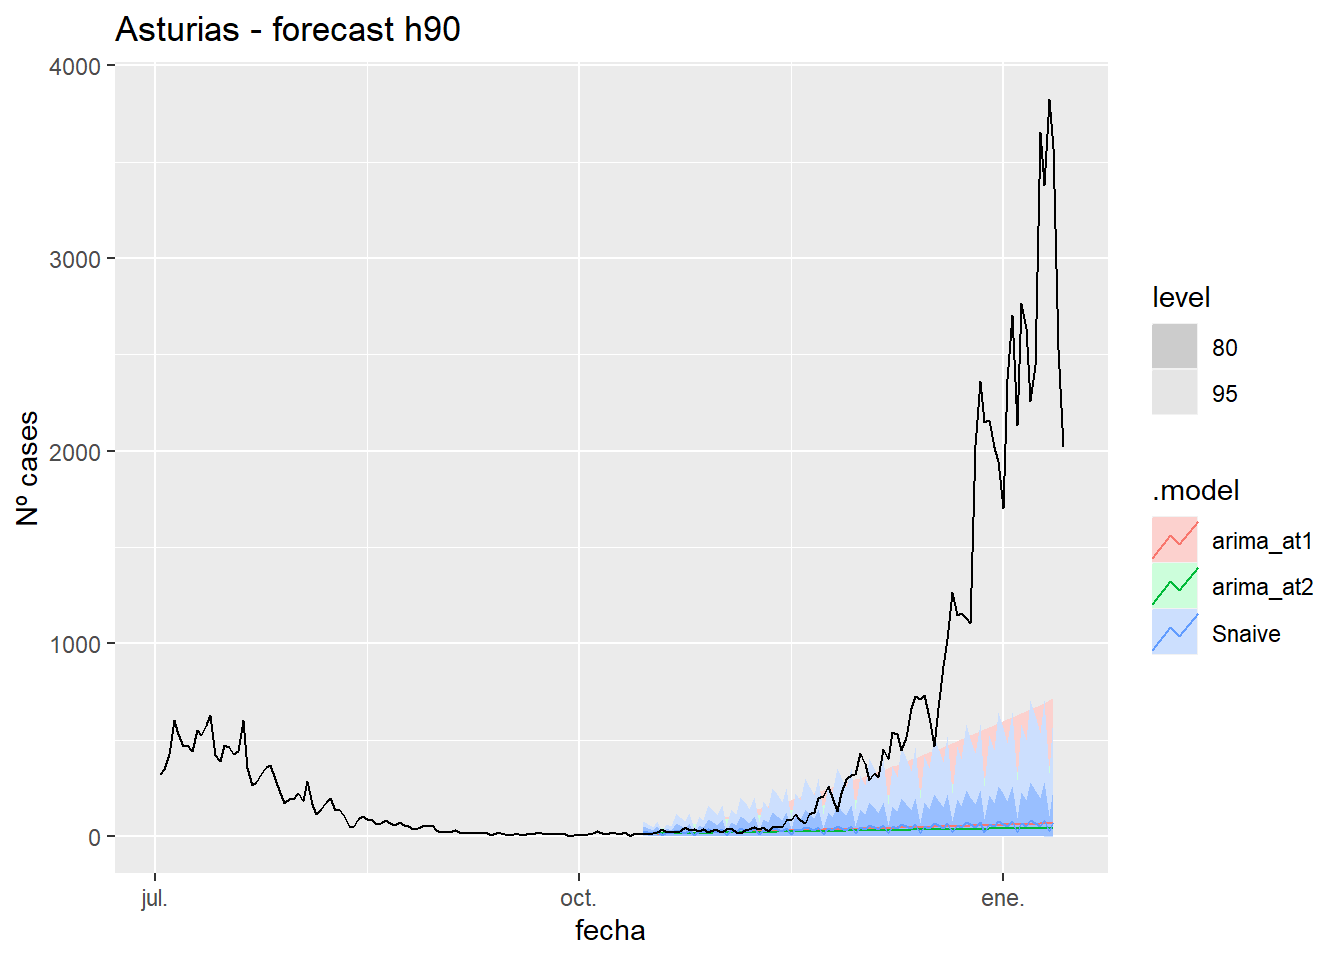 Asturias - forecast h90
4000
3000
2000
1000
0
Nº cases
jul.
oct.
ene.
fecha
level
80
95
.model
arima_at1
arima_at2
Snaive